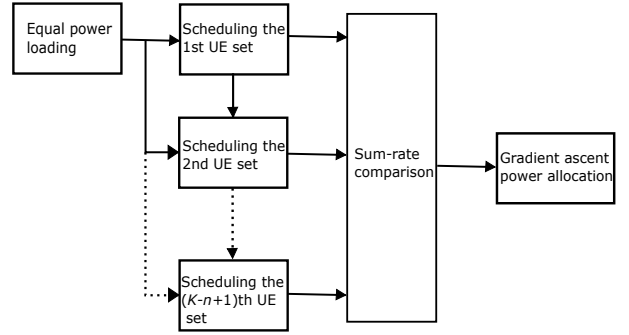 Equal power
loading
Scheduling the
1st UE set
Scheduling the
2nd UE set
Scheduling the
(K-n+1)th UE
set
Sum-rate
comparison
Gradient ascent
power allocation